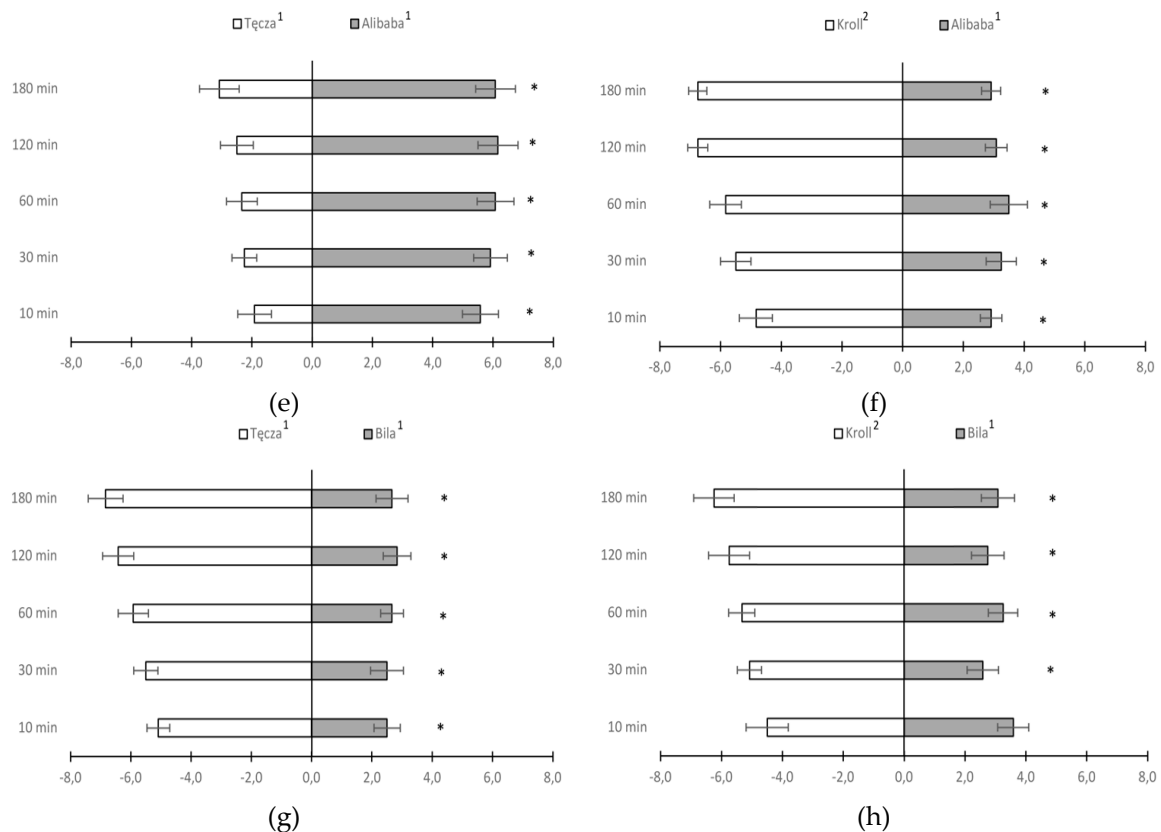 Tęcza1 Alibaba1
180 min
120 min
60 min
30 min
10 min
-8,0 -6,0 -4,0 -2,0 0,0 2,0 4,0 6,0 8,0
(e)
Kroll2 Alibaba1
180 min
120 min
60 min
30 min
10 min
-8,0 -6,0 -4,0 -2,0 0,0 2,0 4,0 6,0 8,0
(f)
Tęcza1 Bila1
180 min
120 min
60 min
30 min
10 min
-8,0 -6,0 -4,0 -2,0 0,0 2,0 4,0 6,0 8,0
(g)
Kroll2 Bila1
180 min
120 min
60 min
30 min
10 min
-8,0 -6,0 -4,0 -2,0 0,0 2,0 4,0 6,0 8,0
(h)